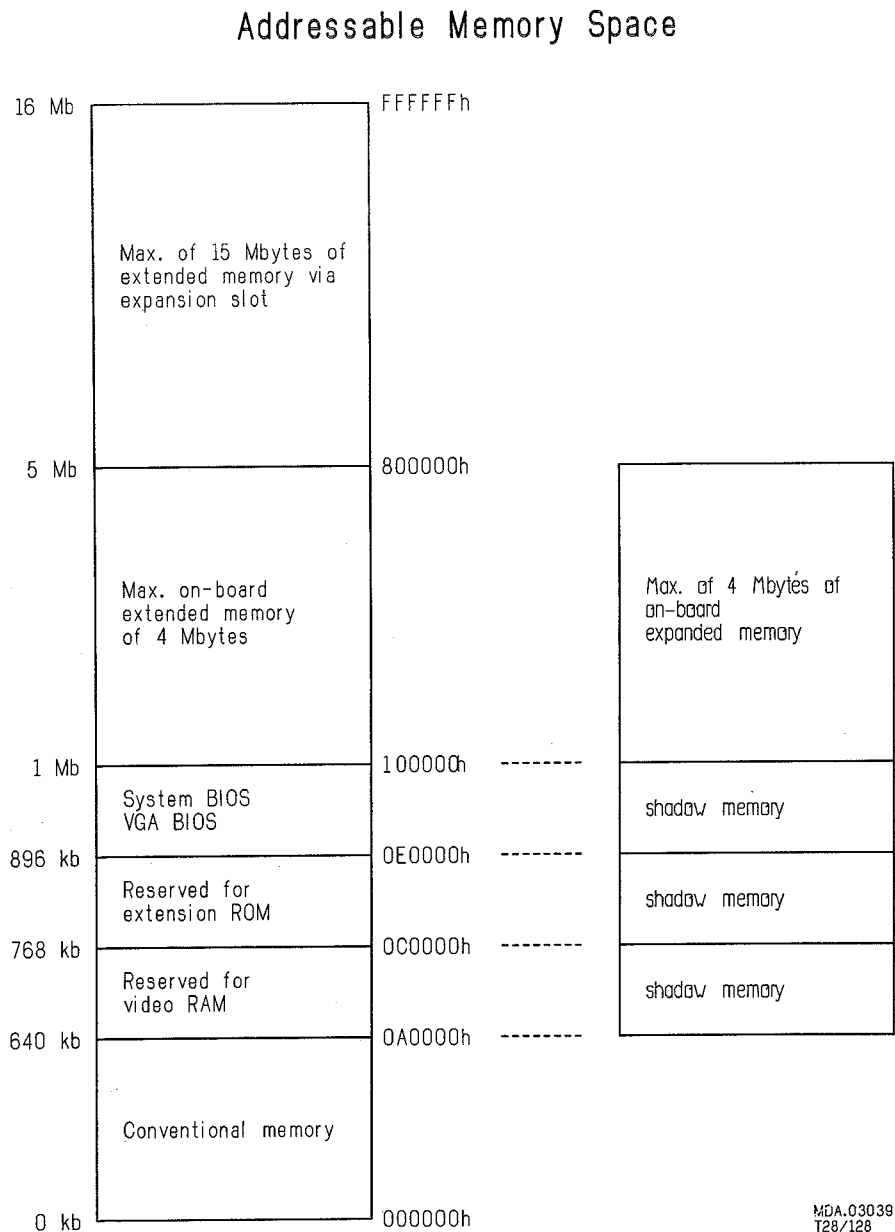 Addressable Memory Space
16 Mb
FFFFFFh
Max. of 15 Mbytes of
extended memory via
expansion slot
5 Mb
800000h
Max. on-board
extended memory
of 4 Mbytes
Max. of 4 Mbytes of
on-board
expanded memory
1 Mb
100000h
System BIOS
VGA BIOS
shadow memory
896 kb
0E0000h
Reserved for
extension ROM
shadow memory
768 kb
0C0000h
Reserved for
video RAM
shadow memory
640 kb
0A0000h
Conventional memory
0 kb
000000h
MDA.03039
T28/128